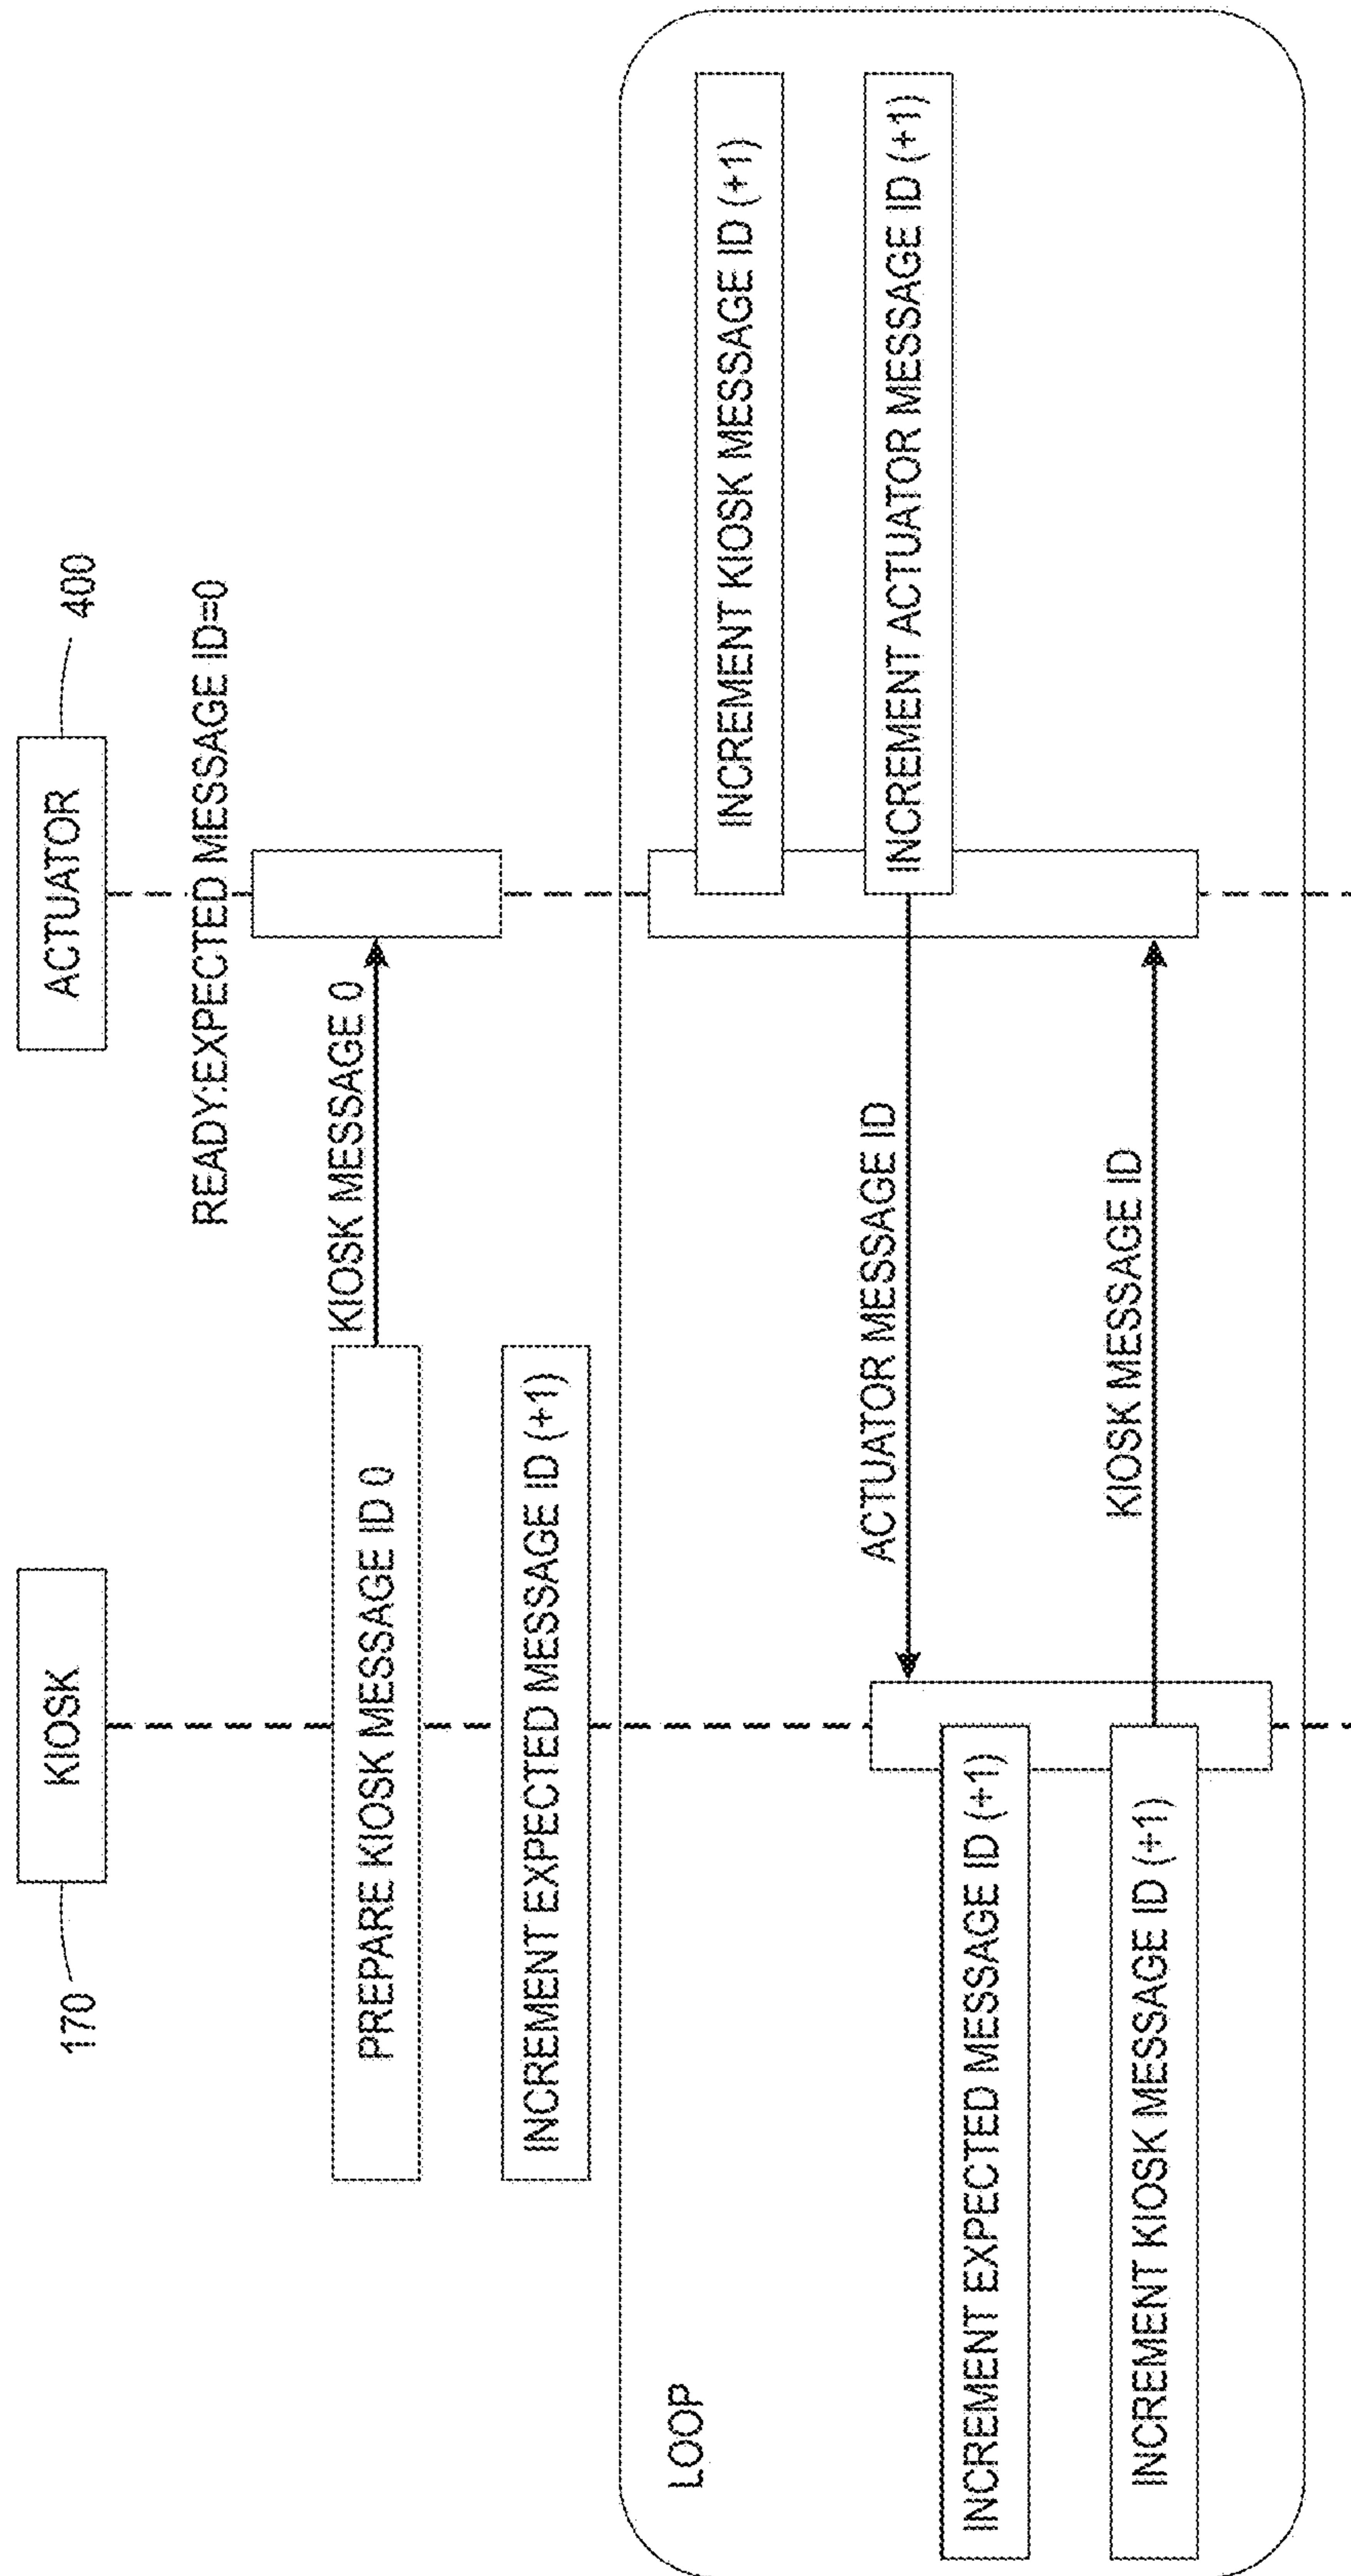 170
KIOSK
ACTUATOR
400
READY:EXPECTED MESSAGE ID=0
KIOSK MESSAGE 0
PREPARE KIOSK MESSAGE ID 0
INCREMENT EXPECTED MESSAGE ID (+1)
LOOP
INCREMENT KIOSK MESSAGE ID (+1)
ACTUATOR MESSAGE ID
INCREMENT ACTUATOR MESSAGE ID (+1)
INCREMENT EXPECTED MESSAGE ID (+1)
KIOSK MESSAGE ID
INCREMENT KIOSK MESSAGE ID (+1)